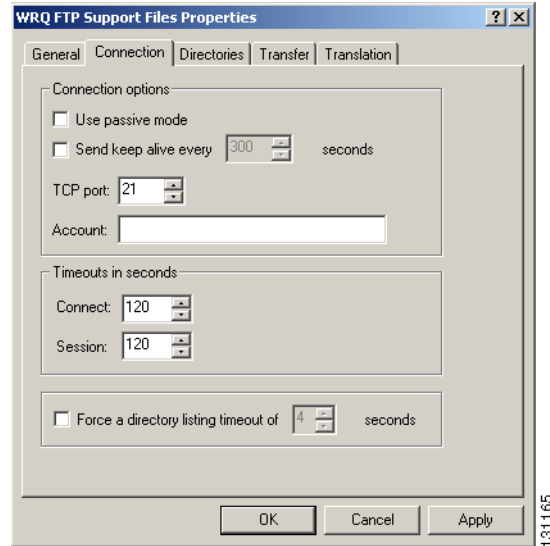 WRQ FTP Support Files Properties
General Connection Directories Transfer Translation
Connection options
Use passive mode
Send keep alive every 300 seconds
TCP port: 21
Account:
Timeouts in seconds
Connect: 120
Session: 120
Force a directory listing timeout of 4 seconds
OK Cancel Apply
131165